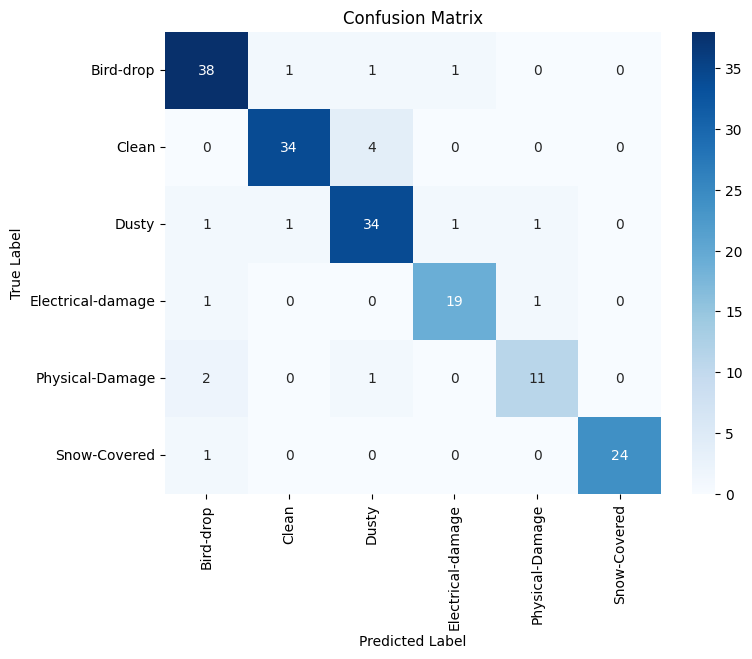 Confusion Matrix
True Label
Bird-drop 38 1 1 1 0 0 35
Clean 0 34 4 0 0 0 30
25
Dusty 1 1 34 1 1 0 20
Electrical-damage 1 0 0 19 1 0 15
10
Physical-Damage 2 0 1 0 11 0 5
Snow-Covered 1 0 0 0 0 24 0
Bird-drop Clean Dusty Electrical-damage Physical-Damage Snow-Covered
Predicted Label